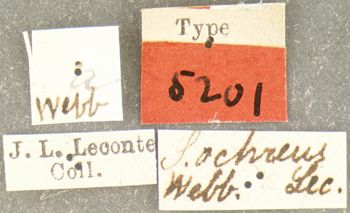 Webb
Type
5201
J. L. Leconte
Coll.
S. ochreus
Webb. Lec.